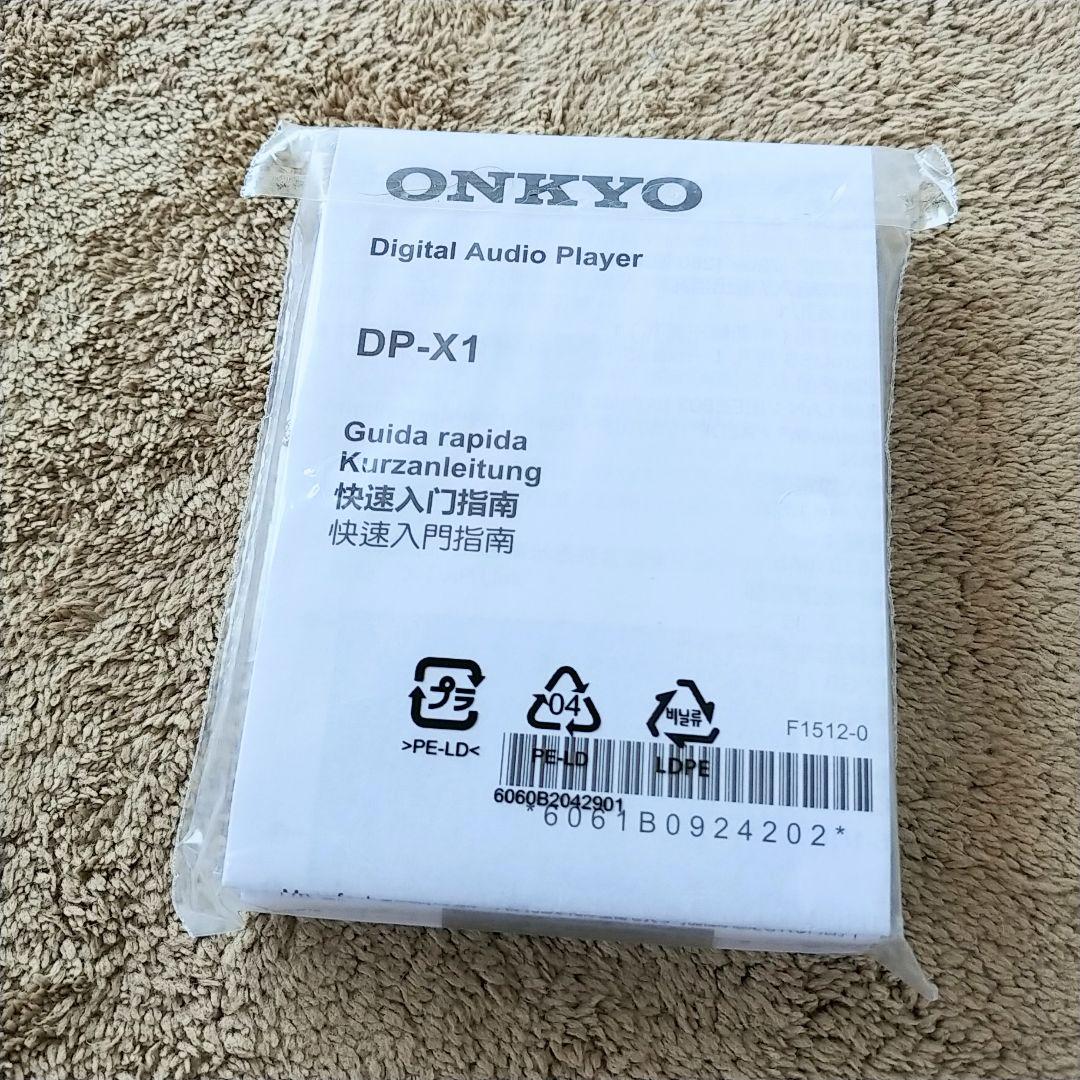 ONKYO
Digital Audio Player
DP-X1
Guida rapida
Kurzanleitung
快速入门指南
快速入門指南
プラ
>PE-LD<
04
PE-LD
비닐류
LDPE
F1512-0
6060B2042901
*6061B0924202*